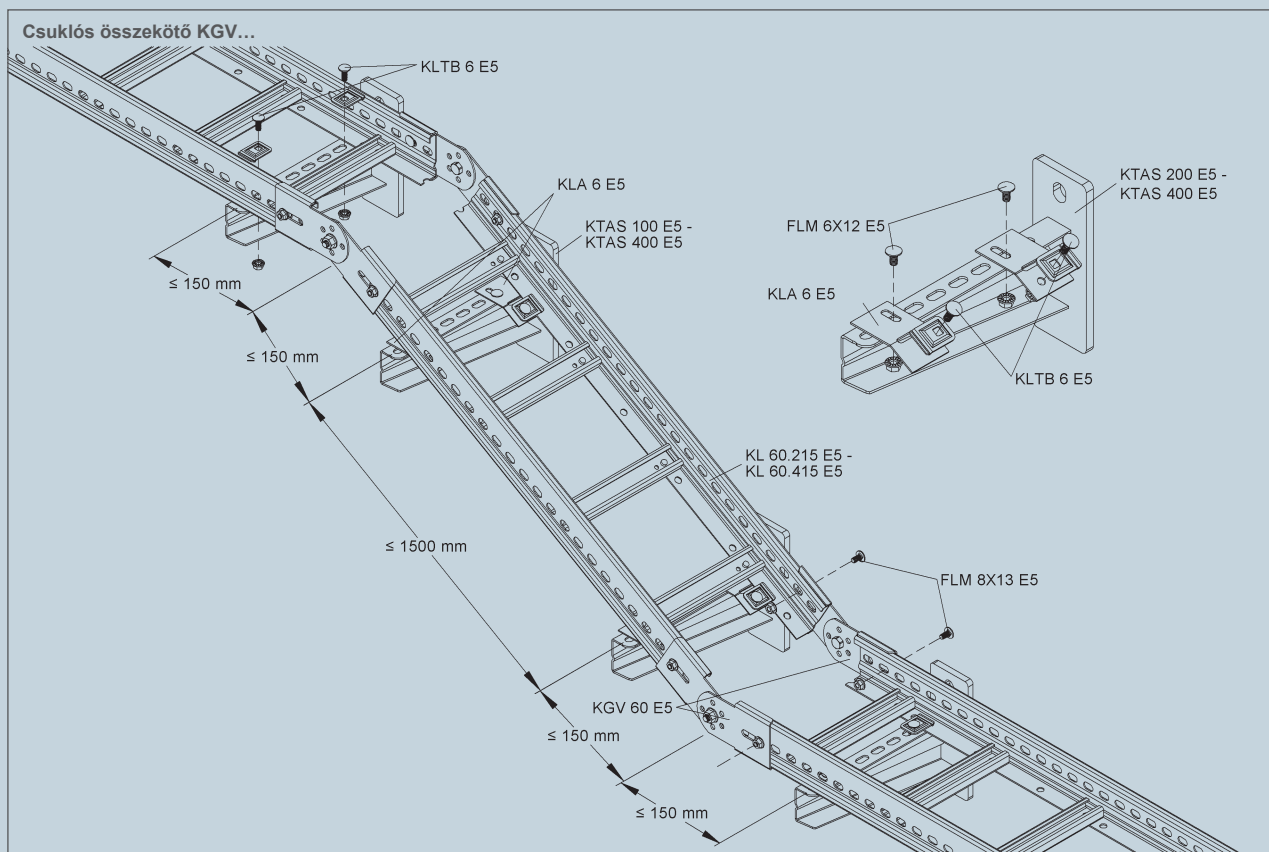 Csuklós összekötő KGV...
KLTB 6 E5
KLA 6 E5
KTAS 100 E5 -
KTAS 400 E5
≤ 150 mm
≤ 150 mm
≤ 1500 mm
KL 60.215 E5 -
KL 60.415 E5
FLM 8X13 E5
KGV 60 E5
≤ 150 mm
≤ 150 mm
KTAS 200 E5 -
KTAS 400 E5
FLM 6X12 E5
KLA 6 E5
KLTB 6 E5